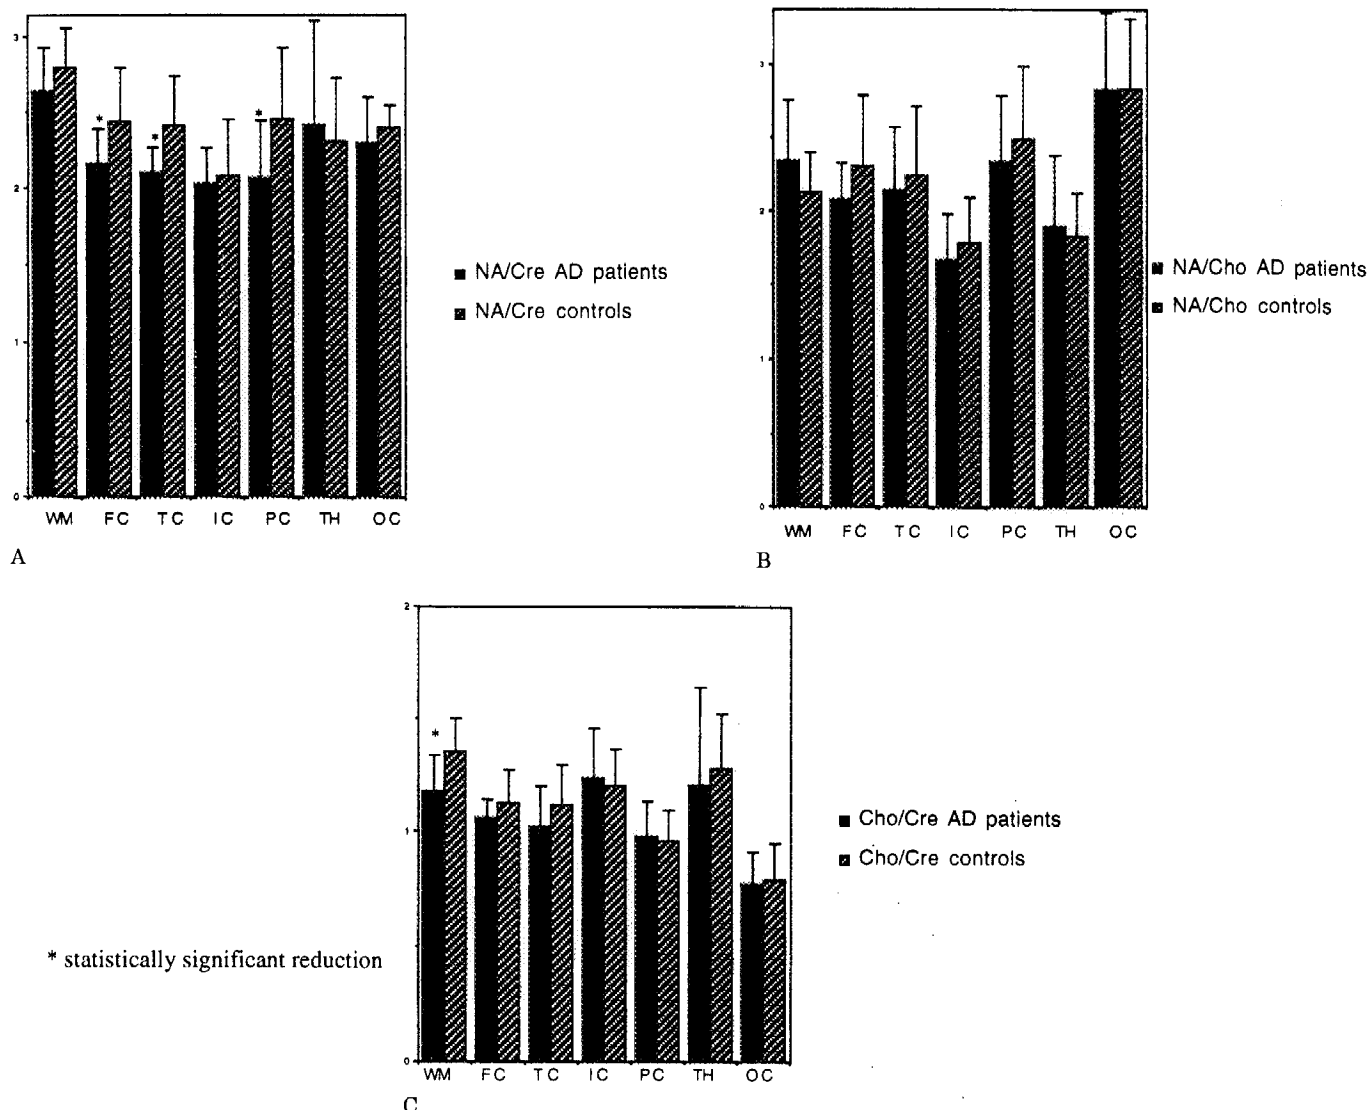 3
2
1
0
*
*
*
WM FC TC IC PC TH OC
NA/Cre AD patients
NA/Cre controls
A
3
2
1
0
WM FC TC IC PC TH OC
NA/Cho AD patients
NA/Cho controls
B
2
1
0
*
WM FC TC IC PC TH OC
Cho/Cre AD patients
Cho/Cre controls
* statistically significant reduction
C